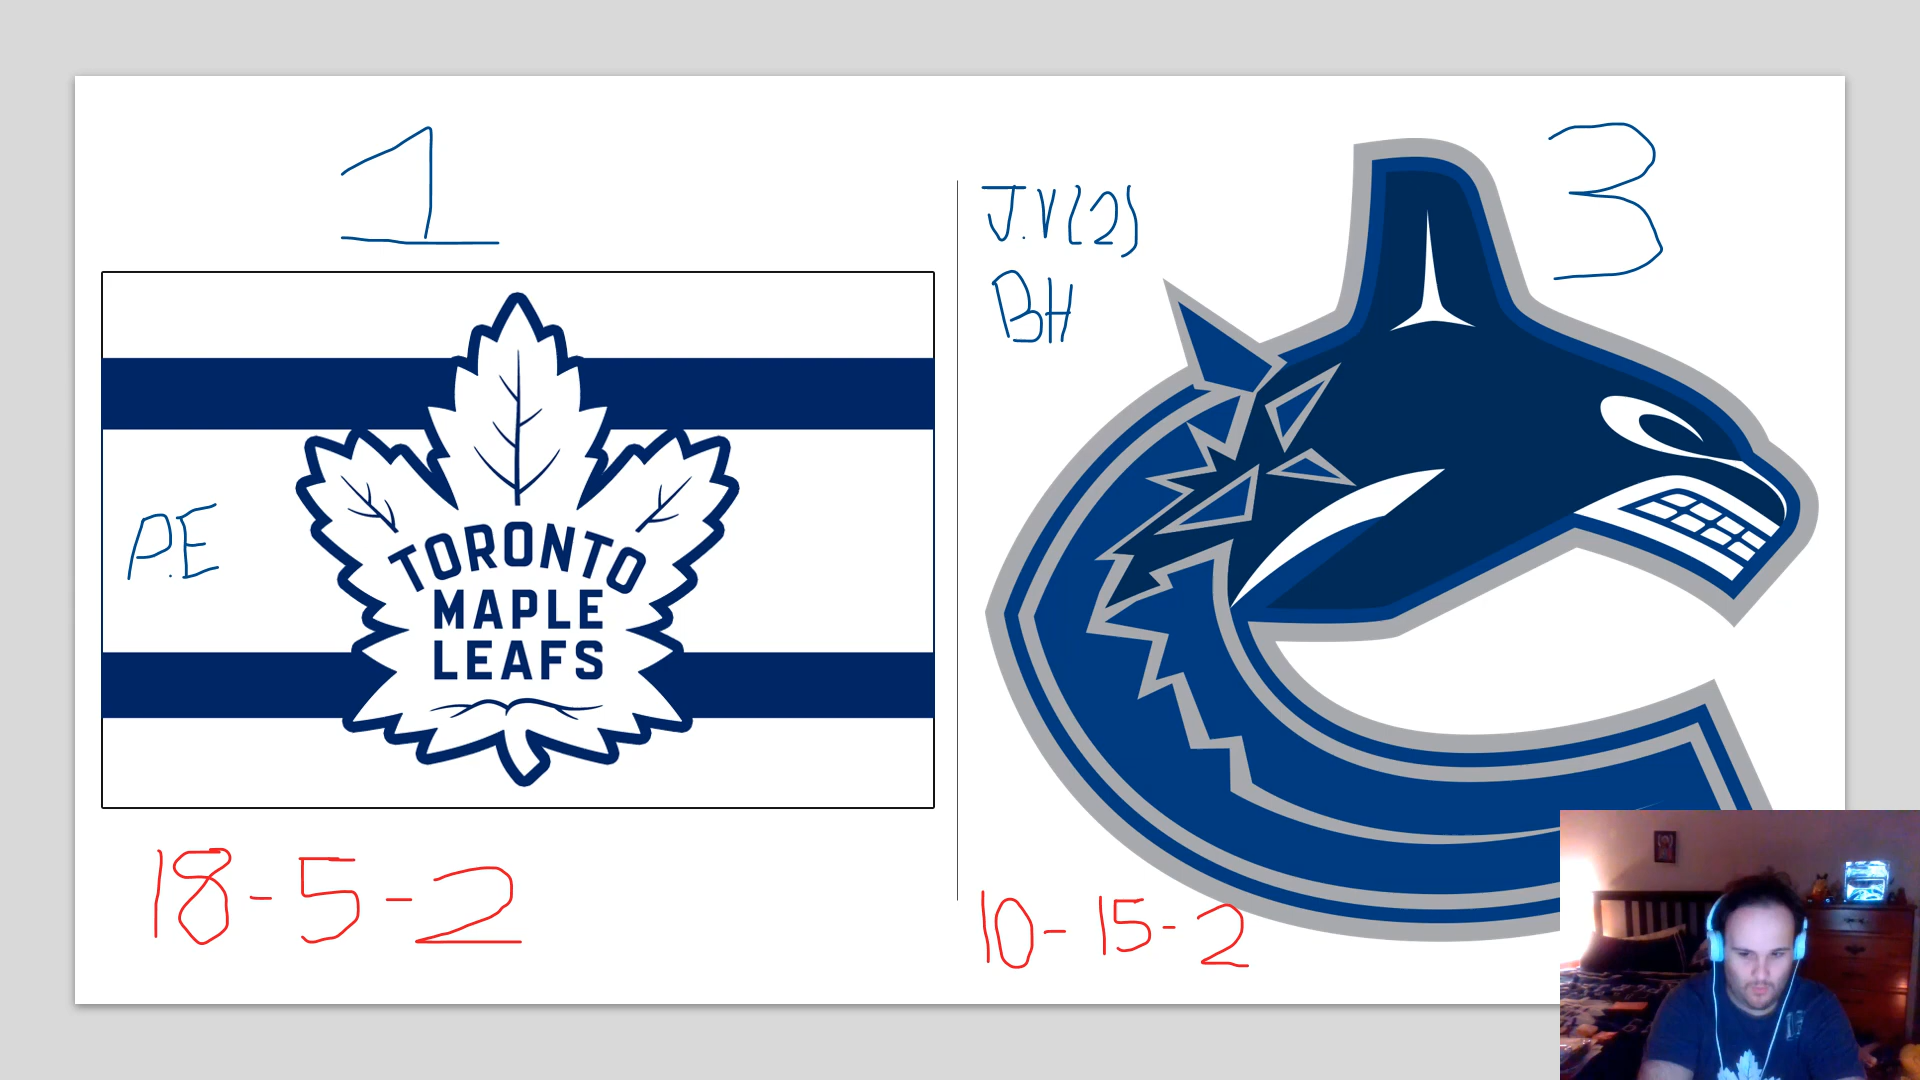 1
P.E
TORONTO
MAPLE
LEAFS
18-5-2
3
J.V(2)
BH
10-15-2